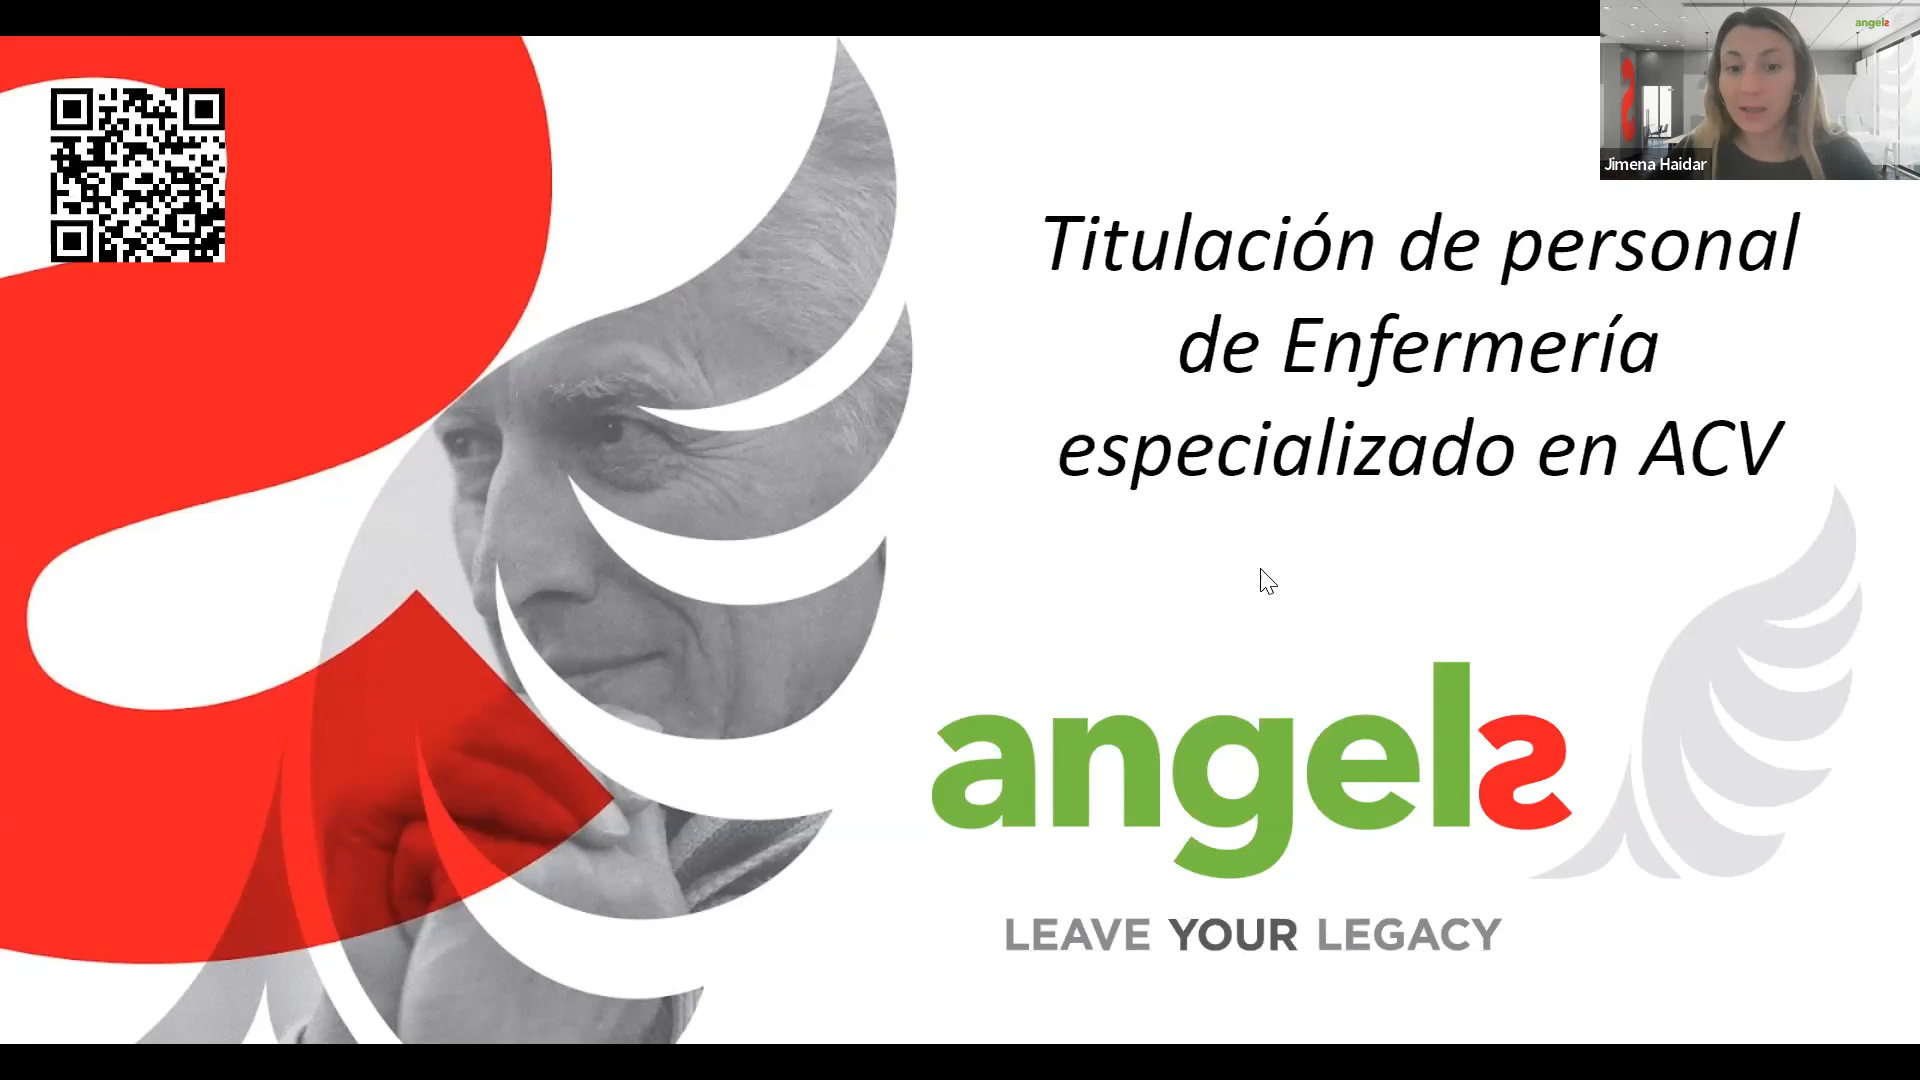 angels
Jimena Haidar
Titulación de personal
de Enfermería
especializado en ACV
angels
LEAVE YOUR LEGACY